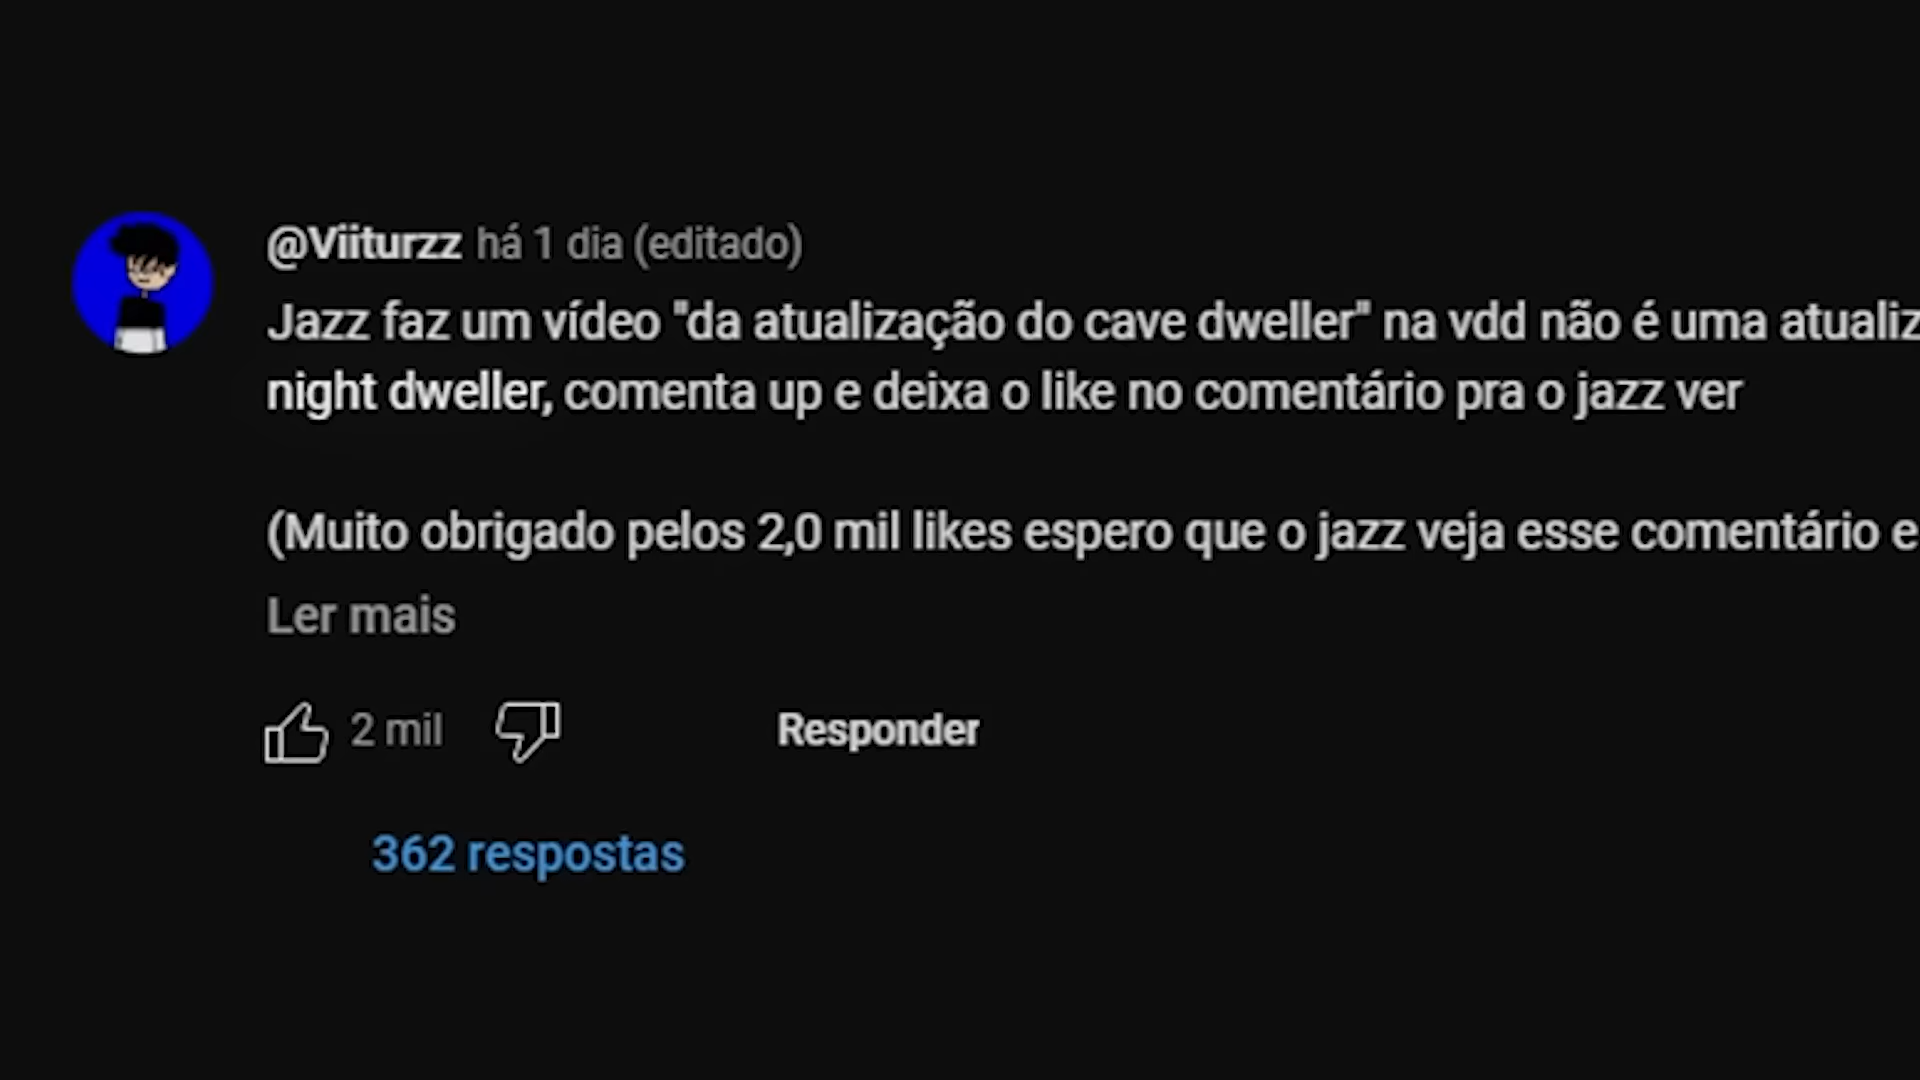 @Viiturzz há 1 dia (editado)
Jazz faz um vídeo "da atualização do cave dweller" na vdd não é uma atualiz
night dweller, comenta up e deixa o like no comentário pra o jazz ver
(Muito obrigado pelos 2,0 mil likes espero que o jazz veja esse comentário e
Ler mais
2 mil Responder
362 respostas